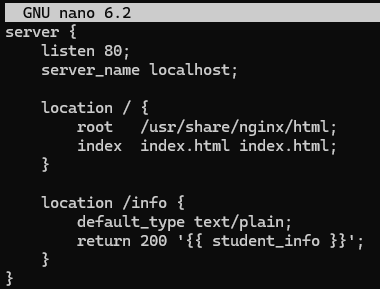 GNU nano 6.2
server {
    listen 80;
    server_name localhost;

    location / {
        root   /usr/share/nginx/html;
        index  index.html index.html;
    }

    location /info {
        default_type text/plain;
        return 200 '{{ student_info }}';
    }
}